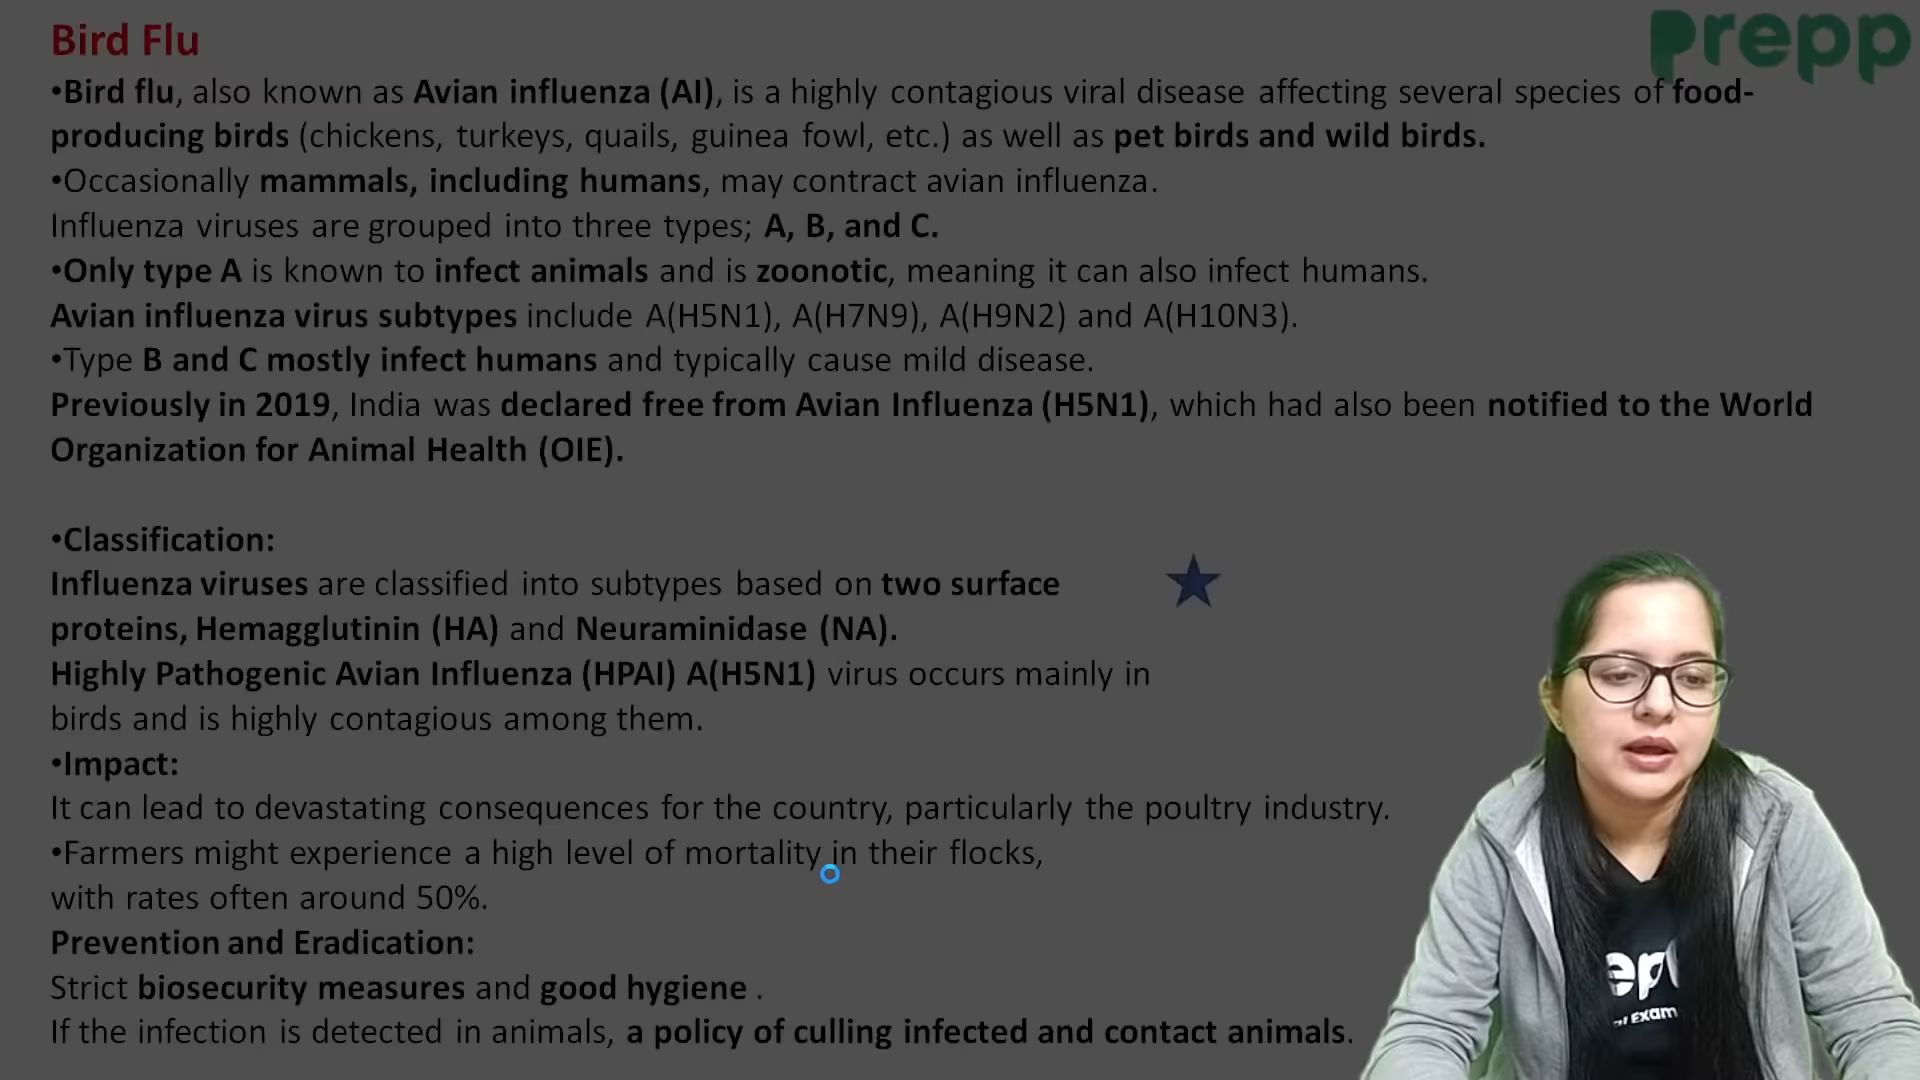 Bird Flu
prepp
•Bird flu, also known as Avian influenza (AI), is a highly contagious viral disease affecting several species of food-
producing birds (chickens, turkeys, quails, guinea fowl, etc.) as well as pet birds and wild birds.
•Occasionally mammals, including humans, may contract avian influenza.
Influenza viruses are grouped into three types; A, B, and C.
•Only type A is known to infect animals and is zoonotic, meaning it can also infect humans.
Avian influenza virus subtypes include A(H5N1), A(H7N9), A(H9N2) and A(H10N3).
•Type B and C mostly infect humans and typically cause mild disease.
Previously in 2019, India was declared free from Avian Influenza (H5N1), which had also been notified to the World
Organization for Animal Health (OIE).
•Classification:
Influenza viruses are classified into subtypes based on two surface
proteins, Hemagglutinin (HA) and Neuraminidase (NA).
Highly Pathogenic Avian Influenza (HPAI) A(H5N1) virus occurs mainly in
birds and is highly contagious among them.
•Impact:
It can lead to devastating consequences for the country, particularly the poultry industry.
•Farmers might experience a high level of mortality in their flocks,
with rates often around 50%.
Prevention and Eradication:
Strict biosecurity measures and good hygiene .
If the infection is detected in animals, a policy of culling infected and contact animals.
Exam